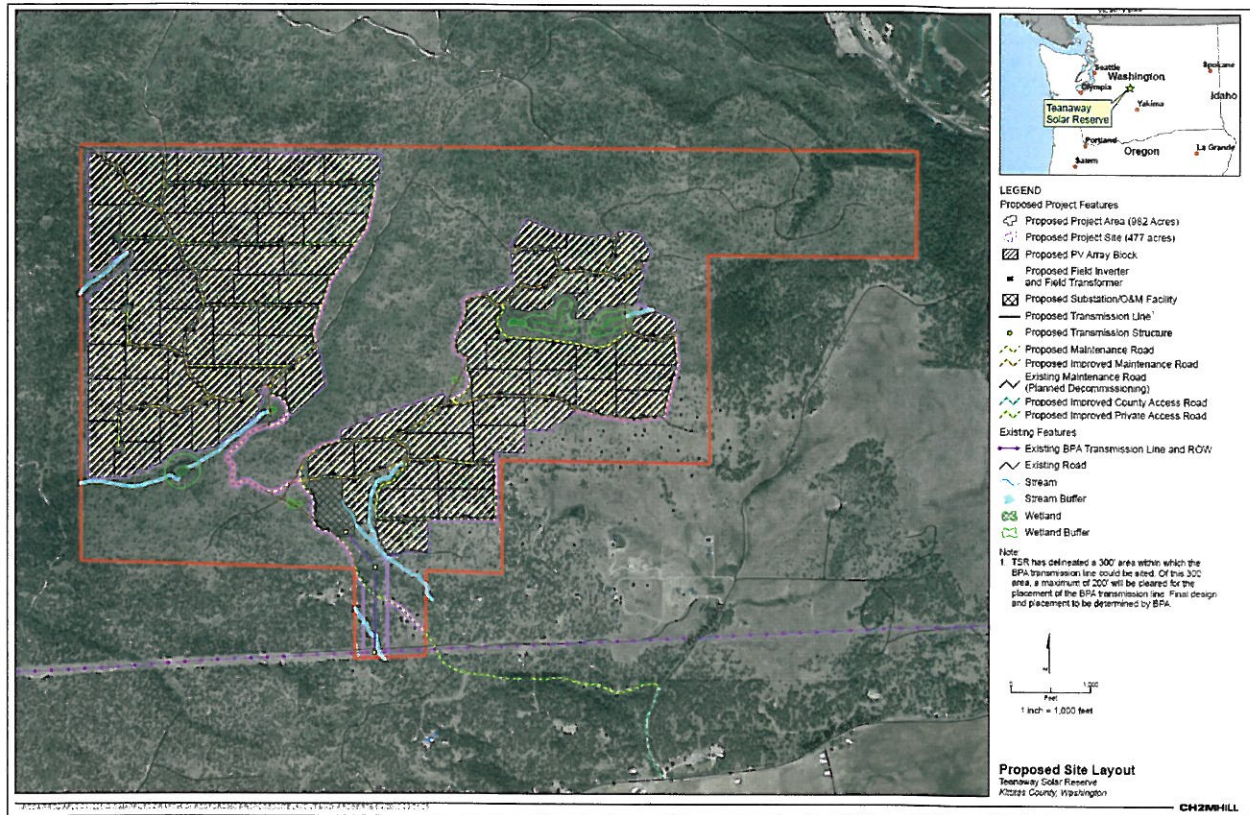 Seattle
Washington
Spokane
Olympia
Idaho
Teanaway
Solar Reserve
Yakima
Portland
Oregon
La Grande
Salem
LEGEND
Proposed Project Features
Proposed Project Area (982 Acres)
Proposed Project Site (477 acres)
Proposed PV Array Block
Proposed Field Inverter
and Field Transformer
Proposed Substation/O&M Facility
Proposed Transmission Line¹
Proposed Transmission Structure
Proposed Maintenance Road
Proposed Improved Maintenance Road
Existing Maintenance Road
(Planned Decommissioning)
Proposed Improved County Access Road
Proposed Improved Private Access Road
Existing Features
Existing BPA Transmission Line and ROW
Existing Road
Stream
Stream Buffer
Wetland
Wetland Buffer
Note:
1. TSR has delineated a 300' area within which the
BPA transmission line could be sited. Of this 300'
area, a maximum of 200' will be cleared for the
placement of the BPA transmission line. Final design
and placement to be determined by BPA.
0 1,000
Feet
1 inch = 1,000 feet
Proposed Site Layout
Teanaway Solar Reserve
Kittitas County, Washington
CH2MHILL